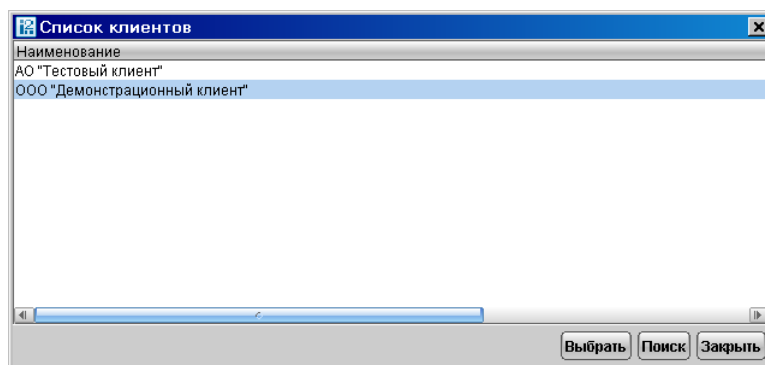 Список клиентов
Наименование
АО "Тестовый клиент"
ООО "Демонстрационный клиент"
Выбрать Поиск Закрыть